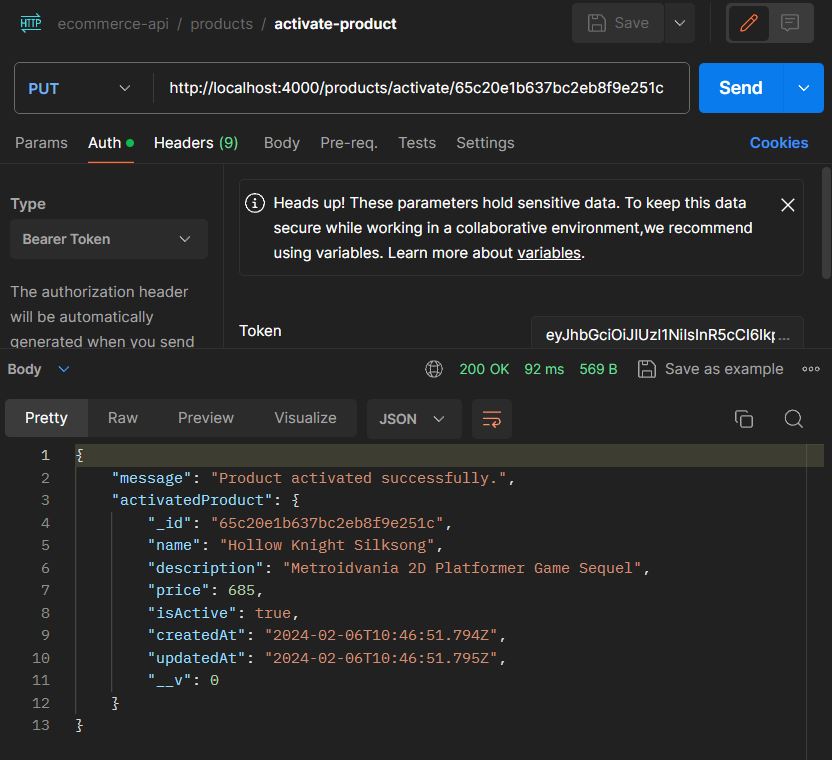 HTTP ecommerce-api / products / activate-product Save
PUT http://localhost:4000/products/activate/65c20e1b637bc2eb8f9e251c Send
Params Auth Headers (9) Body Pre-req. Tests Settings Cookies
Type
Bearer Token
The authorization header
will be automatically
generated when you send
Heads up! These parameters hold sensitive data. To keep this data
secure while working in a collaborative environment,we recommend
using variables. Learn more about variables.
Token
Body 200 OK 92 ms 569 B Save as example
Pretty Raw Preview Visualize JSON
1 {
2 "message": "Product activated successfully.",
3 "activatedProduct": {
4 "_id": "65c20e1b637bc2eb8f9e251c",
5 "name": "Hollow Knight Silksong",
6 "description": "Metroidvania 2D Platformer Game Sequel",
7 "price": 685,
8 "isActive": true,
9 "createdAt": "2024-02-06T10:46:51.794Z",
10 "updatedAt": "2024-02-06T10:46:51.795Z",
11 "__v": 0
12 }
13 }